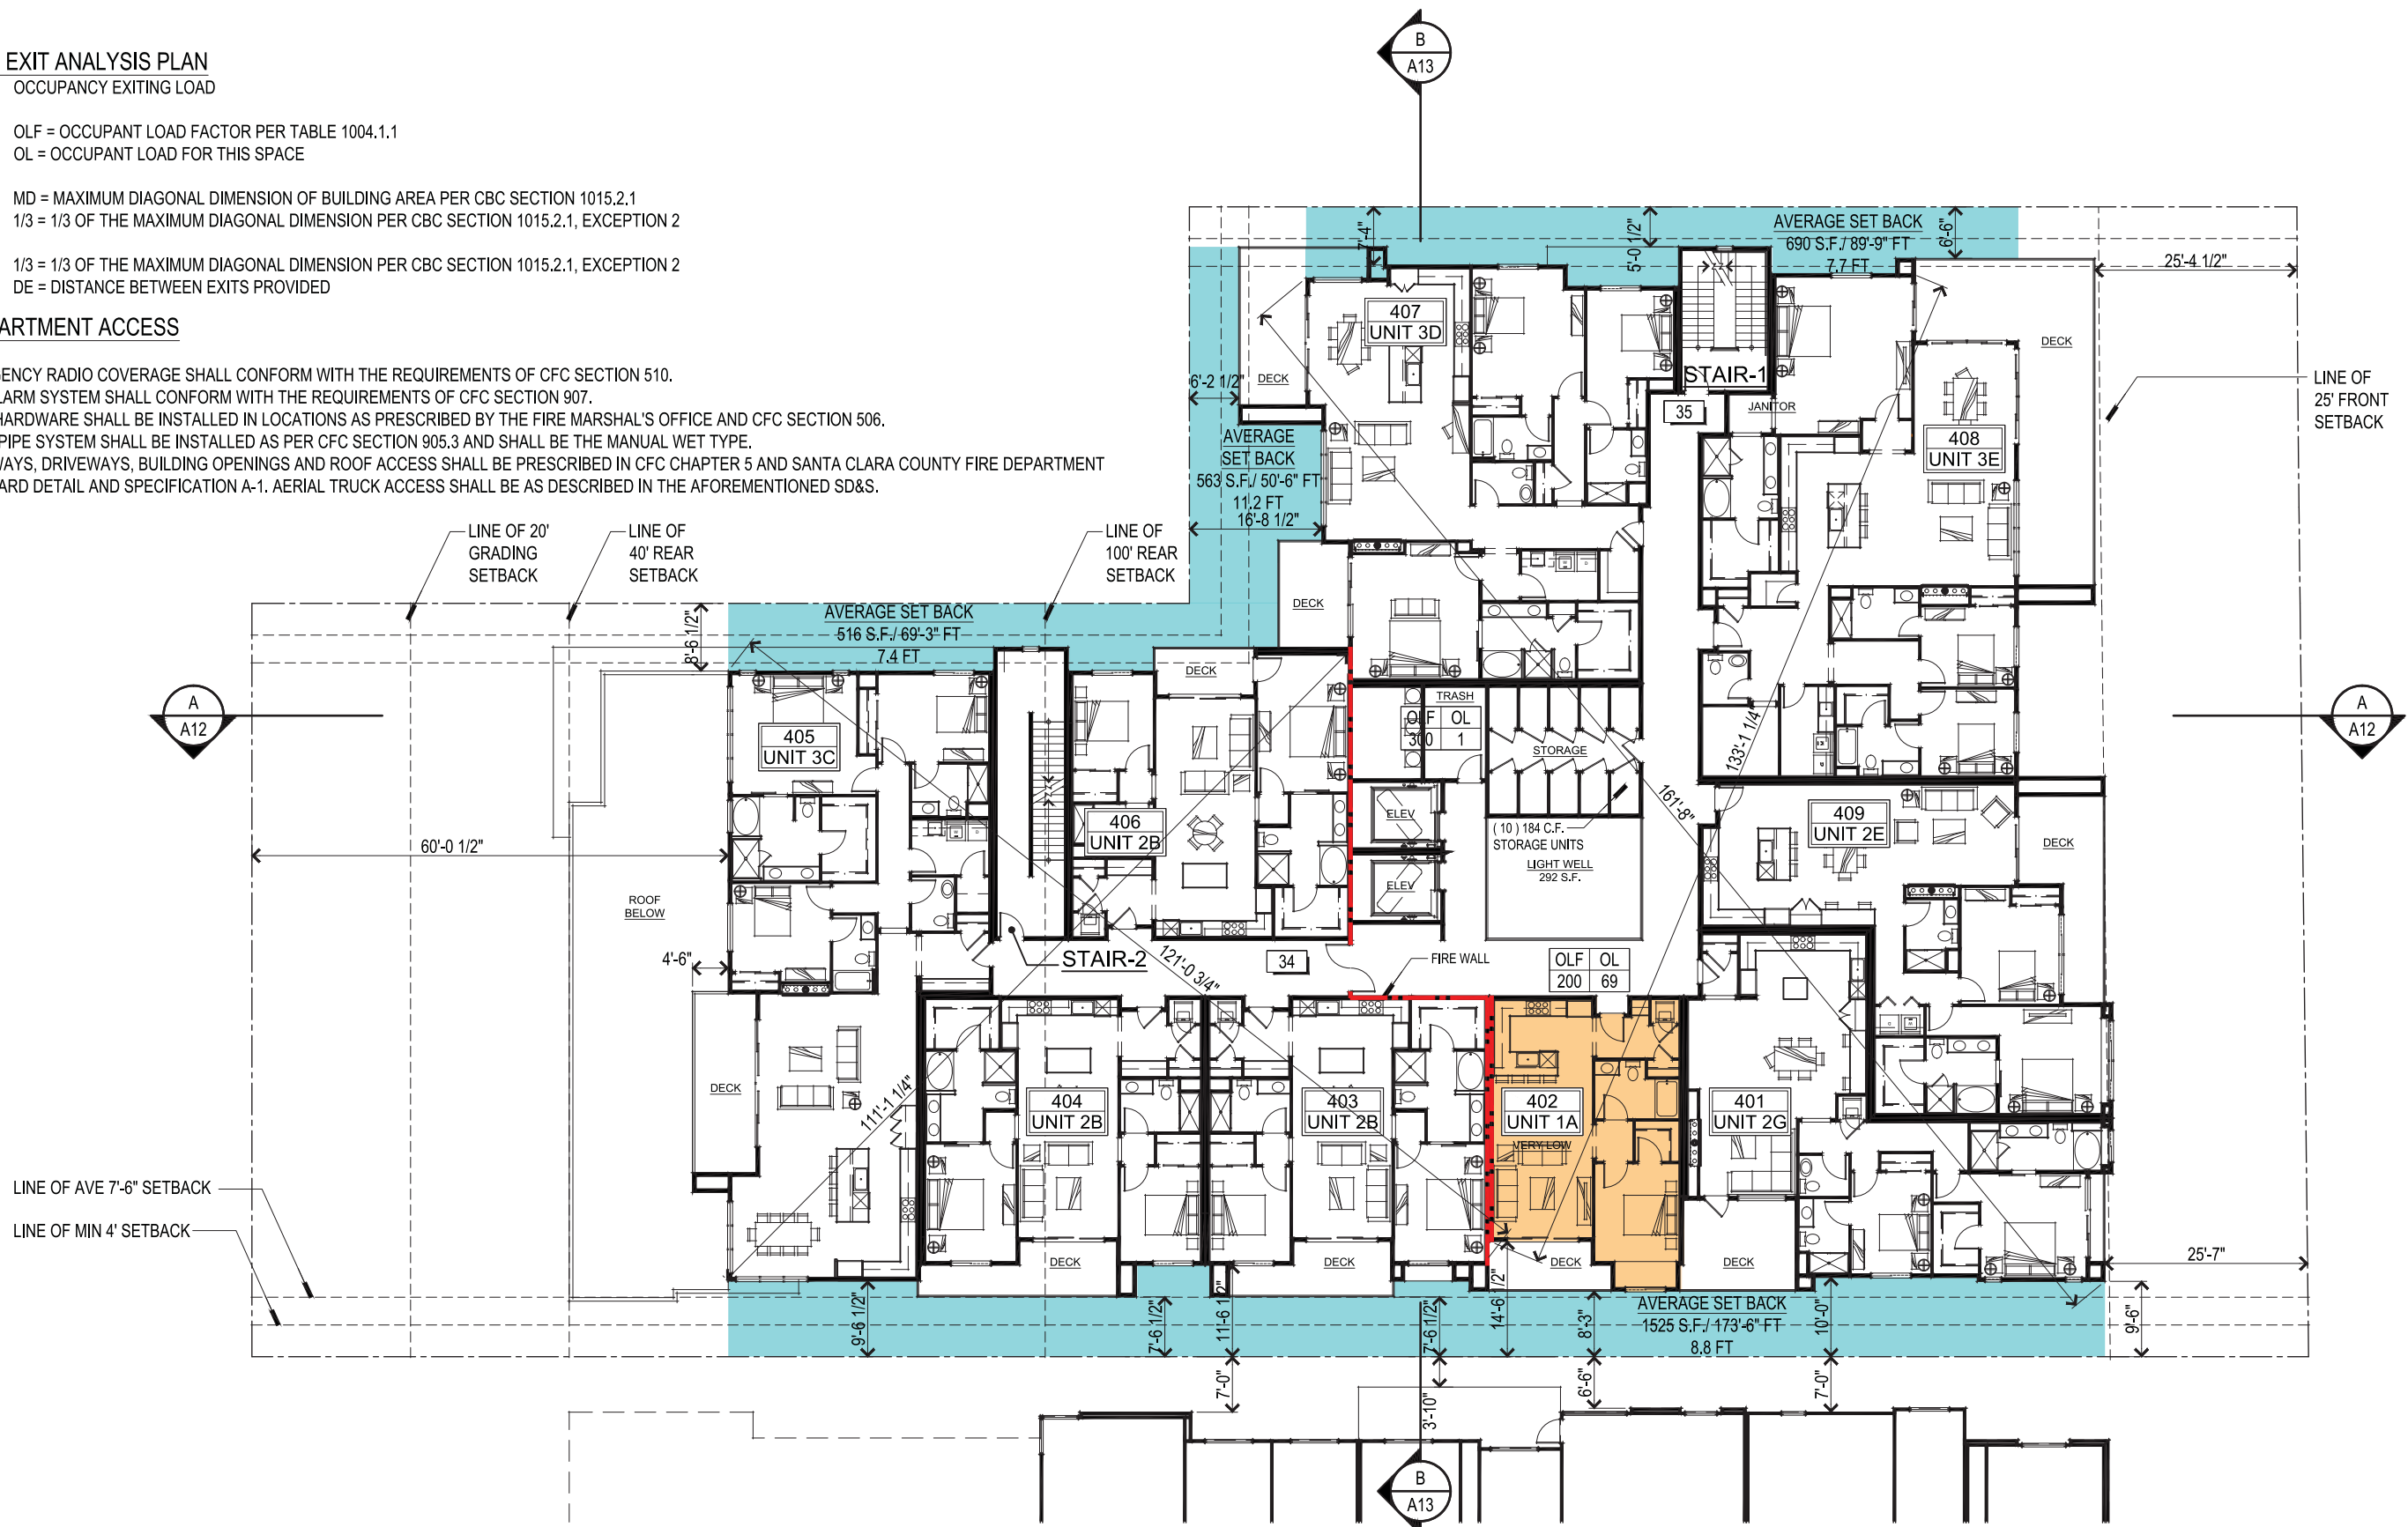 EXIT ANALYSIS PLAN
OCCUPANCY EXITING LOAD
OLF = OCCUPANT LOAD FACTOR PER TABLE 1004.1.1
OL = OCCUPANT LOAD FOR THIS SPACE
MD = MAXIMUM DIAGONAL DIMENSION OF BUILDING AREA PER CBC SECTION 1015.2.1
1/3 = 1/3 OF THE MAXIMUM DIAGONAL DIMENSION PER CBC SECTION 1015.2.1, EXCEPTION 2
1/3 = 1/3 OF THE MAXIMUM DIAGONAL DIMENSION PER CBC SECTION 1015.2.1, EXCEPTION 2
DE = DISTANCE BETWEEN EXITS PROVIDED
ARTMENT ACCESS
ENCY RADIO COVERAGE SHALL CONFORM WITH THE REQUIREMENTS OF CFC SECTION 510.
LARM SYSTEM SHALL CONFORM WITH THE REQUIREMENTS OF CFC SECTION 907.
HARDWARE SHALL BE INSTALLED IN LOCATIONS AS PRESCRIBED BY THE FIRE MARSHAL'S OFFICE AND CFC SECTION 506.
PIPE SYSTEM SHALL BE INSTALLED AS PER CFC SECTION 905.3 AND SHALL BE THE MANUAL WET TYPE.
WAYS, DRIVEWAYS, BUILDING OPENINGS AND ROOF ACCESS SHALL BE PRESCRIBED IN CFC CHAPTER 5 AND SANTA CLARA COUNTY FIRE DEPARTMENT
ARD DETAIL AND SPECIFICATION A-1. AERIAL TRUCK ACCESS SHALL BE AS DESCRIBED IN THE AFOREMENTIONED SD&S.
B
A13
7'-4"
5'-0 1/2"
AVERAGE SET BACK
690 S.F./ 89'-9" FT
7.7 FT
6'-6"
25'-4 1/2"
407
UNIT 3D
DECK
STAIR-1
35
JANITOR
DECK
408
UNIT 3E
LINE OF
25' FRONT
SETBACK
6'-2 1/2"
AVERAGE
SET BACK
563 S.F./ 50'-6" FT
11.2 FT
16'-8 1/2"
LINE OF 20'
GRADING
SETBACK
LINE OF
40' REAR
SETBACK
LINE OF
100' REAR
SETBACK
DECK
AVERAGE SET BACK
516 S.F./ 69'-3" FT
7.4 FT
8'-6 1/2"
DECK
A
A12
405
UNIT 3C
406
UNIT 2B
TRASH
OLF OL
300 1
STORAGE
133'-1 1/4"
161'-8"
A
A12
ELEV
ELEV
( 10 ) 184 C.F.
STORAGE UNITS
LIGHT WELL
292 S.F.
409
UNIT 2E
DECK
60'-0 1/2"
ROOF
BELOW
4'-6"
STAIR-2
121'-0 3/4"
34
FIRE WALL
OLF OL
200 69
DECK
111'-1 1/4"
404
UNIT 2B
403
UNIT 2B
402
UNIT 1A
VERY LOW
401
UNIT 2G
LINE OF AVE 7'-6" SETBACK
LINE OF MIN 4' SETBACK
DECK
DECK
DECK
DECK
25'-7"
9'-6 1/2"
7'-6 1/2"
11'-6 1/2"
7'-6 1/2"
14'-6 1/2"
8'-3"
AVERAGE SET BACK
1525 S.F./ 173'-6" FT
8.8 FT
10'-0"
9'-6"
7'-0"
3'-10"
6'-6"
7'-0"
B
A13